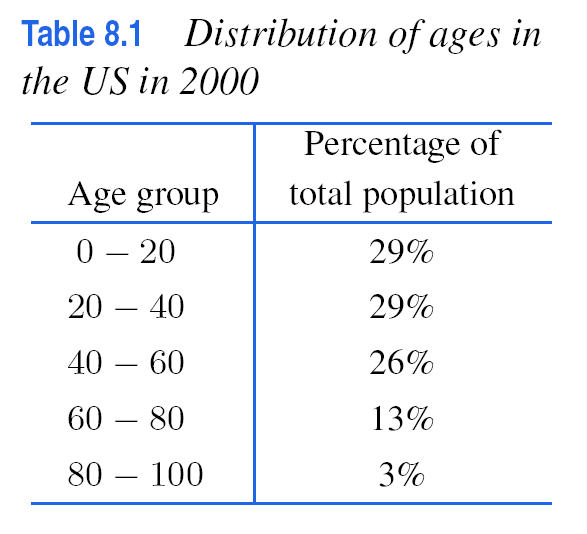 Table 8.1 Distribution of ages in
the US in 2000
Percentage of
Age group total population
0 – 20 29%
20 – 40 29%
40 – 60 26%
60 – 80 13%
80 – 100 3%